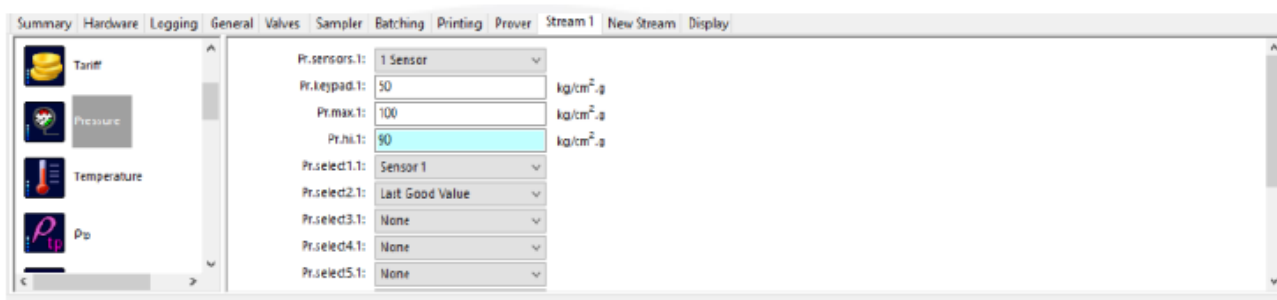 Summary Hardware Logging General Valves Sampler Batching Printing Prover Stream 1 New Stream Display
Tariff
Pressure
Temperature
ρtp
ρtp
Pr.sensors.1: 1 Sensor
Pr.keypad.1: 50 kg/cm².g
Pr.max.1: 100 kg/cm².g
Pr.hi.1: 90 kg/cm².g
Pr.select1.1: Sensor 1
Pr.select2.1: Last Good Value
Pr.select3.1: None
Pr.select4.1: None
Pr.select5.1: None